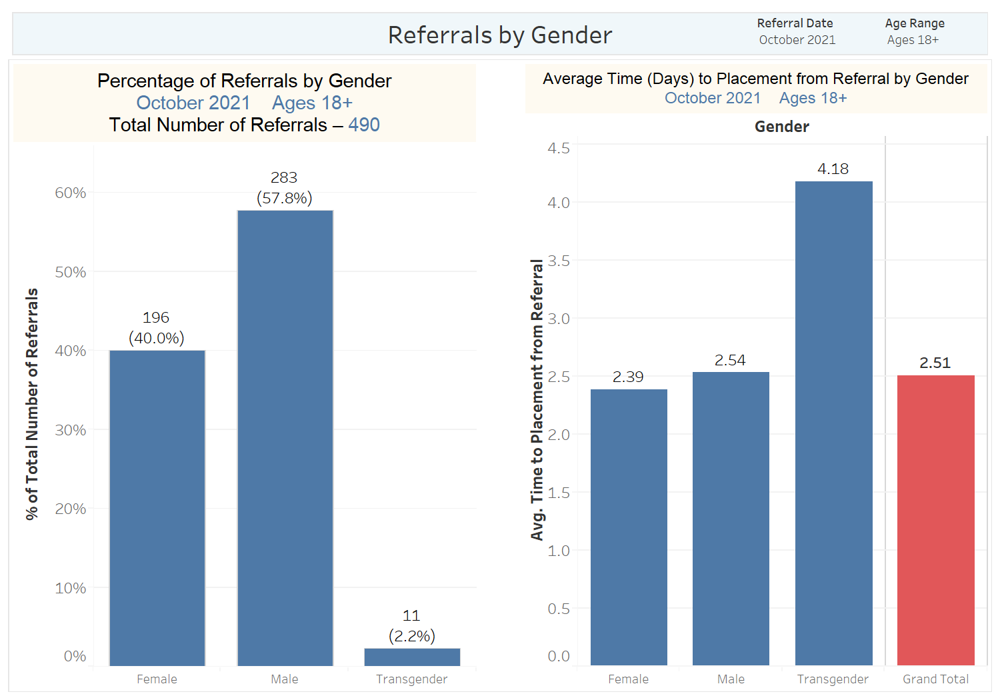 Referrals by Gender
Referral Date
October 2021
Age Range
Ages 18+
Percentage of Referrals by Gender
October 2021 Ages 18+
Total Number of Referrals – 490
% of Total Number of Referrals
60%
50%
40%
30%
20%
10%
0%
196
(40.0%)
283
(57.8%)
11
(2.2%)
Female
Male
Transgender
Average Time (Days) to Placement from Referral by Gender
October 2021 Ages 18+
Gender
Avg. Time to Placement from Referral
4.5
4.0
3.5
3.0
2.5
2.0
1.5
1.0
0.5
0.0
2.39
2.54
4.18
2.51
Female
Male
Transgender
Grand Total